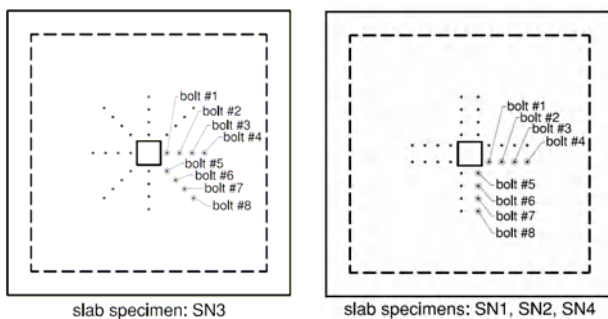 bolt #1
bolt #2
bolt #3
bolt #4
bolt #5
bolt #6
bolt #7
bolt #8
slab specimen: SN3
bolt #1
bolt #2
bolt #3
bolt #4
bolt #5
bolt #6
bolt #7
bolt #8
slab specimens: SN1, SN2, SN4